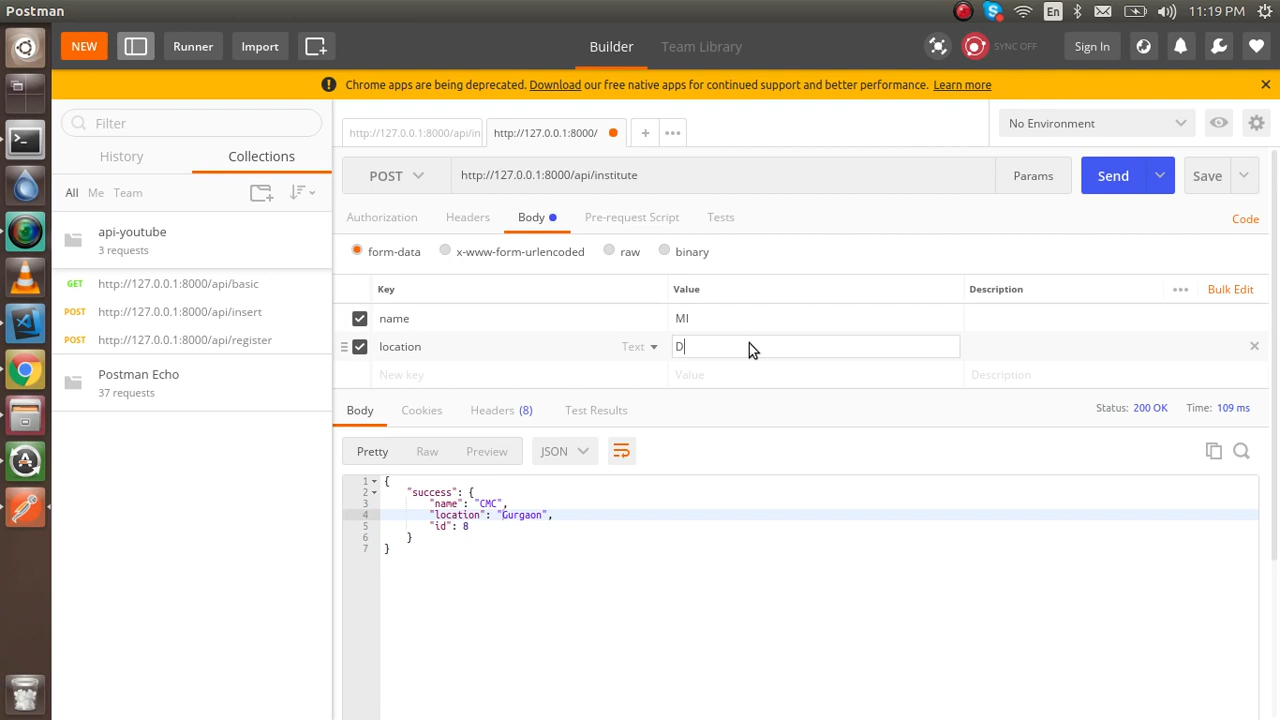 Postman
En
11:19 PM
NEW
Runner
Import
Builder
Team Library
SYNC OFF
Sign In
Chrome apps are being deprecated. Download our free native apps for continued support and better performance. Learn more
Filter
History
Collections
All Me Team
api-youtube
3 requests
GET http://127.0.0.1:8000/api/basic
POST http://127.0.0.1:8000/api/insert
POST http://127.0.0.1:8000/api/register
Postman Echo
37 requests
http://127.0.0.1:8000/api/in
http://127.0.0.1:8000/
No Environment
POST
http://127.0.0.1:8000/api/institute
Params
Send
Save
Authorization
Headers
Body
Pre-request Script
Tests
Code
form-data
x-www-form-urlencoded
raw
binary
Key
Value
Description
Bulk Edit
name
MI
location
Text
D
New key
Value
Description
Body
Cookies
Headers (8)
Test Results
Status: 200 OK
Time: 109 ms
Pretty
Raw
Preview
JSON
1 {
2 "success": {
3 "name": "CMC",
4 "location": "Gurgaon",
5 "id": 8
6 }
7 }